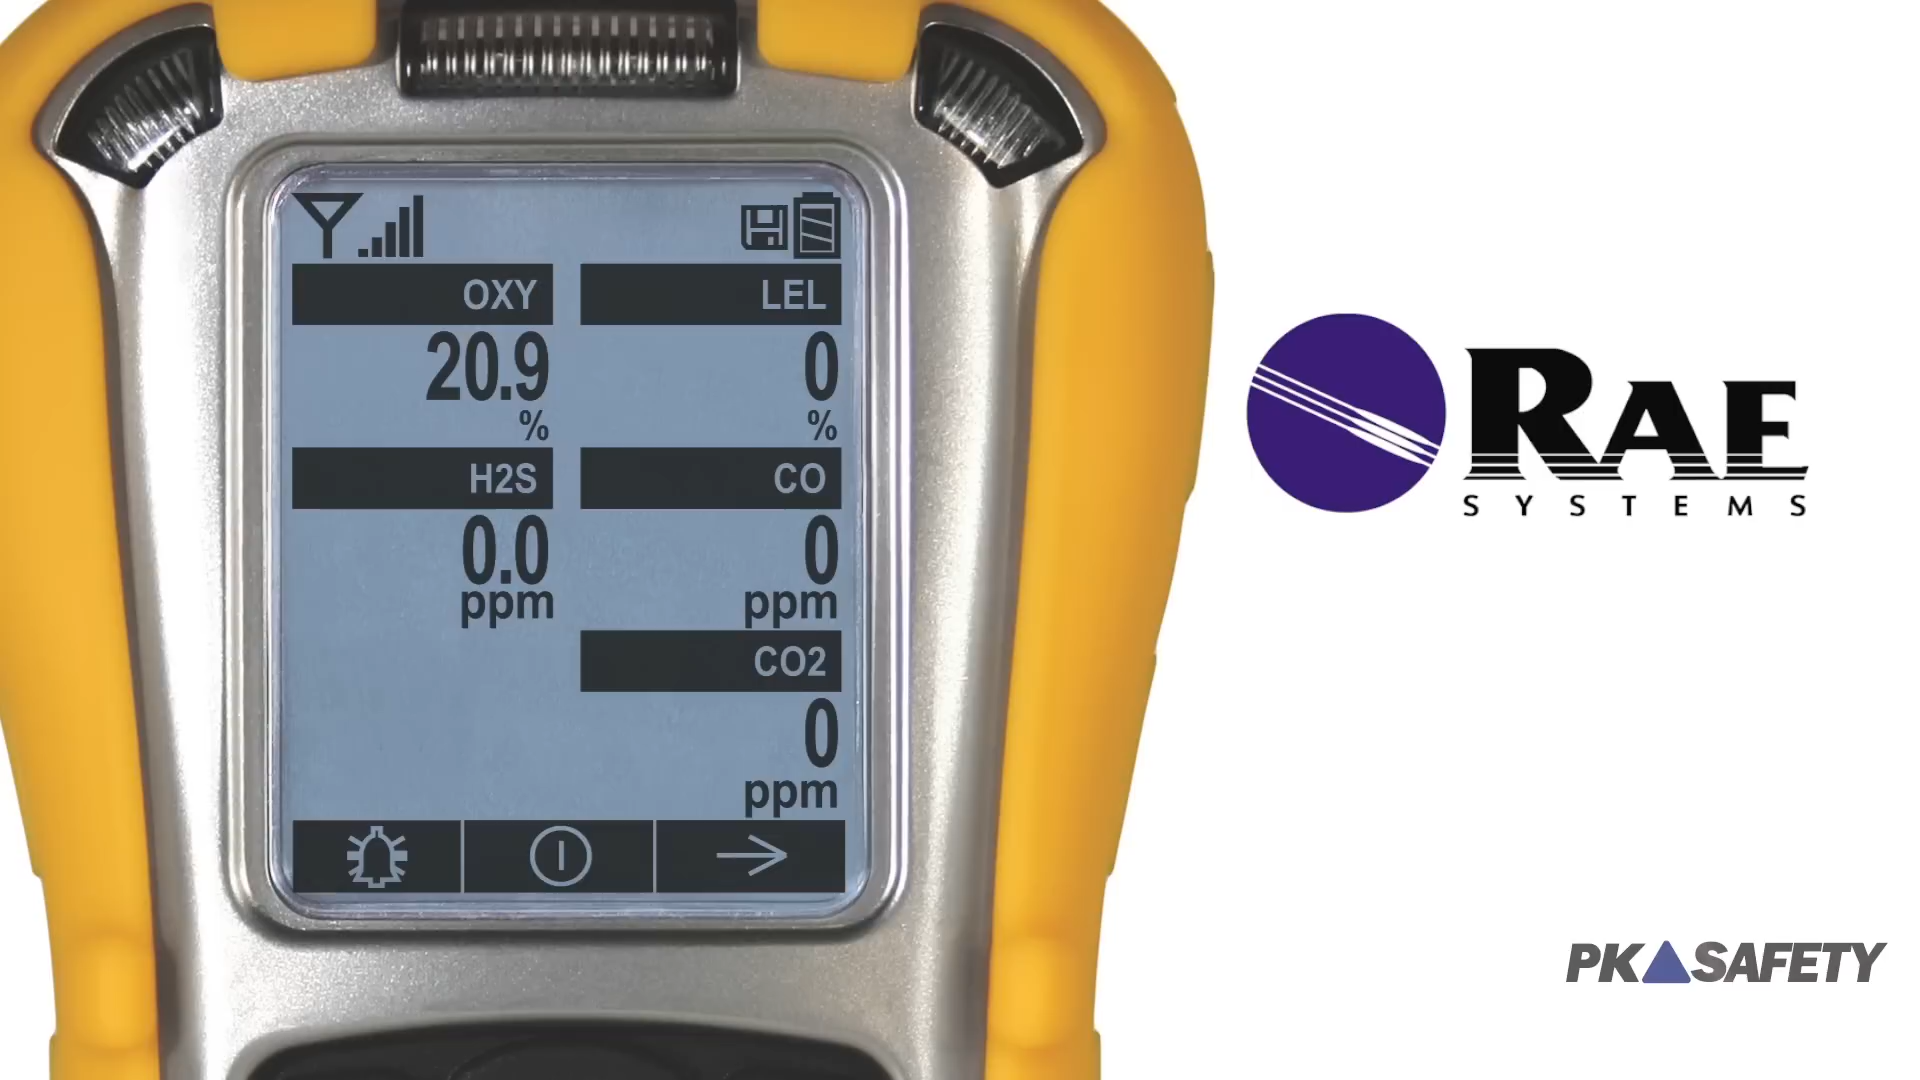 OXY LEL
20.9 0
% %
H2S CO
0.0 0
ppm ppm
CO2
0
ppm
RAE
SYSTEMS
PK SAFETY